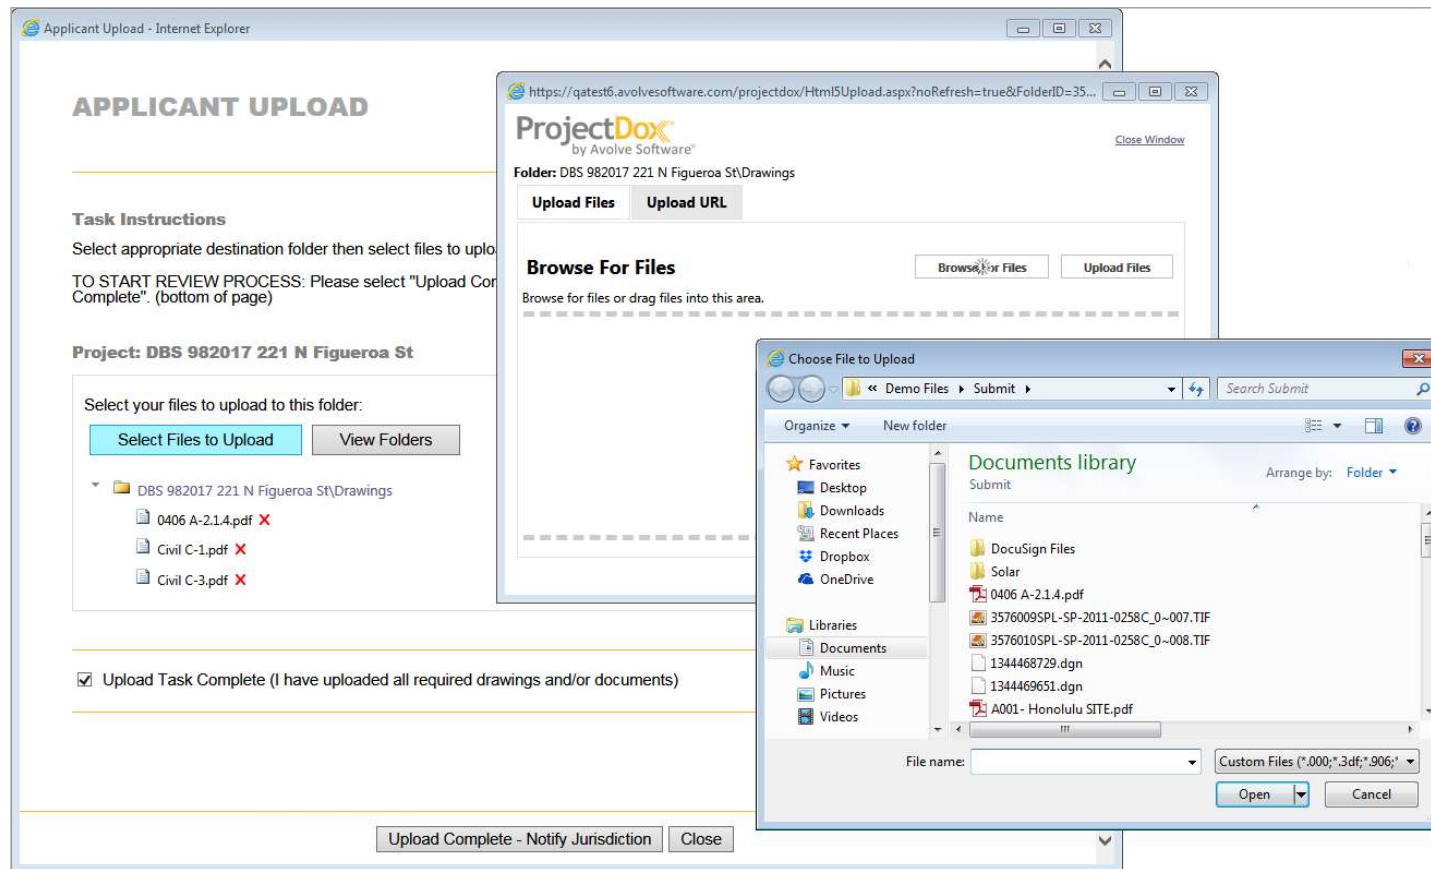 Applicant Upload - Internet Explorer
APPLICANT UPLOAD
Task Instructions
Select appropriate destination folder then select files to uplo
TO START REVIEW PROCESS: Please select "Upload Com
Complete". (bottom of page)
Project: DBS 982017 221 N Figueroa St
Select your files to upload to this folder:
Select Files to Upload
View Folders
DBS 982017 221 N Figueroa St\Drawings
0406 A-2.1.4.pdf X
Civil C-1.pdf X
Civil C-3.pdf X
Upload Task Complete (I have uploaded all required drawings and/or documents)
Upload Complete - Notify Jurisdiction
Close
https://qatest6.avolvesoftware.com/projectdox/Html5Upload.aspx?noRefresh=true&FolderID=35...
ProjectDox
by Avolve Software
Close Window
Folder: DBS 982017 221 N Figueroa St\Drawings
Upload Files
Upload URL
Browse For Files
Browse For Files
Upload Files
Browse for files or drag files into this area.
Choose File to Upload
« Demo Files Submit
Search Submit
Organize
New folder
Favorites
Desktop
Downloads
Recent Places
Dropbox
OneDrive
Libraries
Documents
Music
Pictures
Videos
Documents library
Submit
Arrange by: Folder
Name
DocuSign Files
Solar
0406 A-2.1.4.pdf
3576009SPL-SP-2011-0258C_0~007.TIF
3576010SPL-SP-2011-0258C_0~008.TIF
1344468729.dgn
1344469651.dgn
A001- Honolulu SITE.pdf
File name:
Custom Files (*.000;*.3df;*.906;*
Open
Cancel